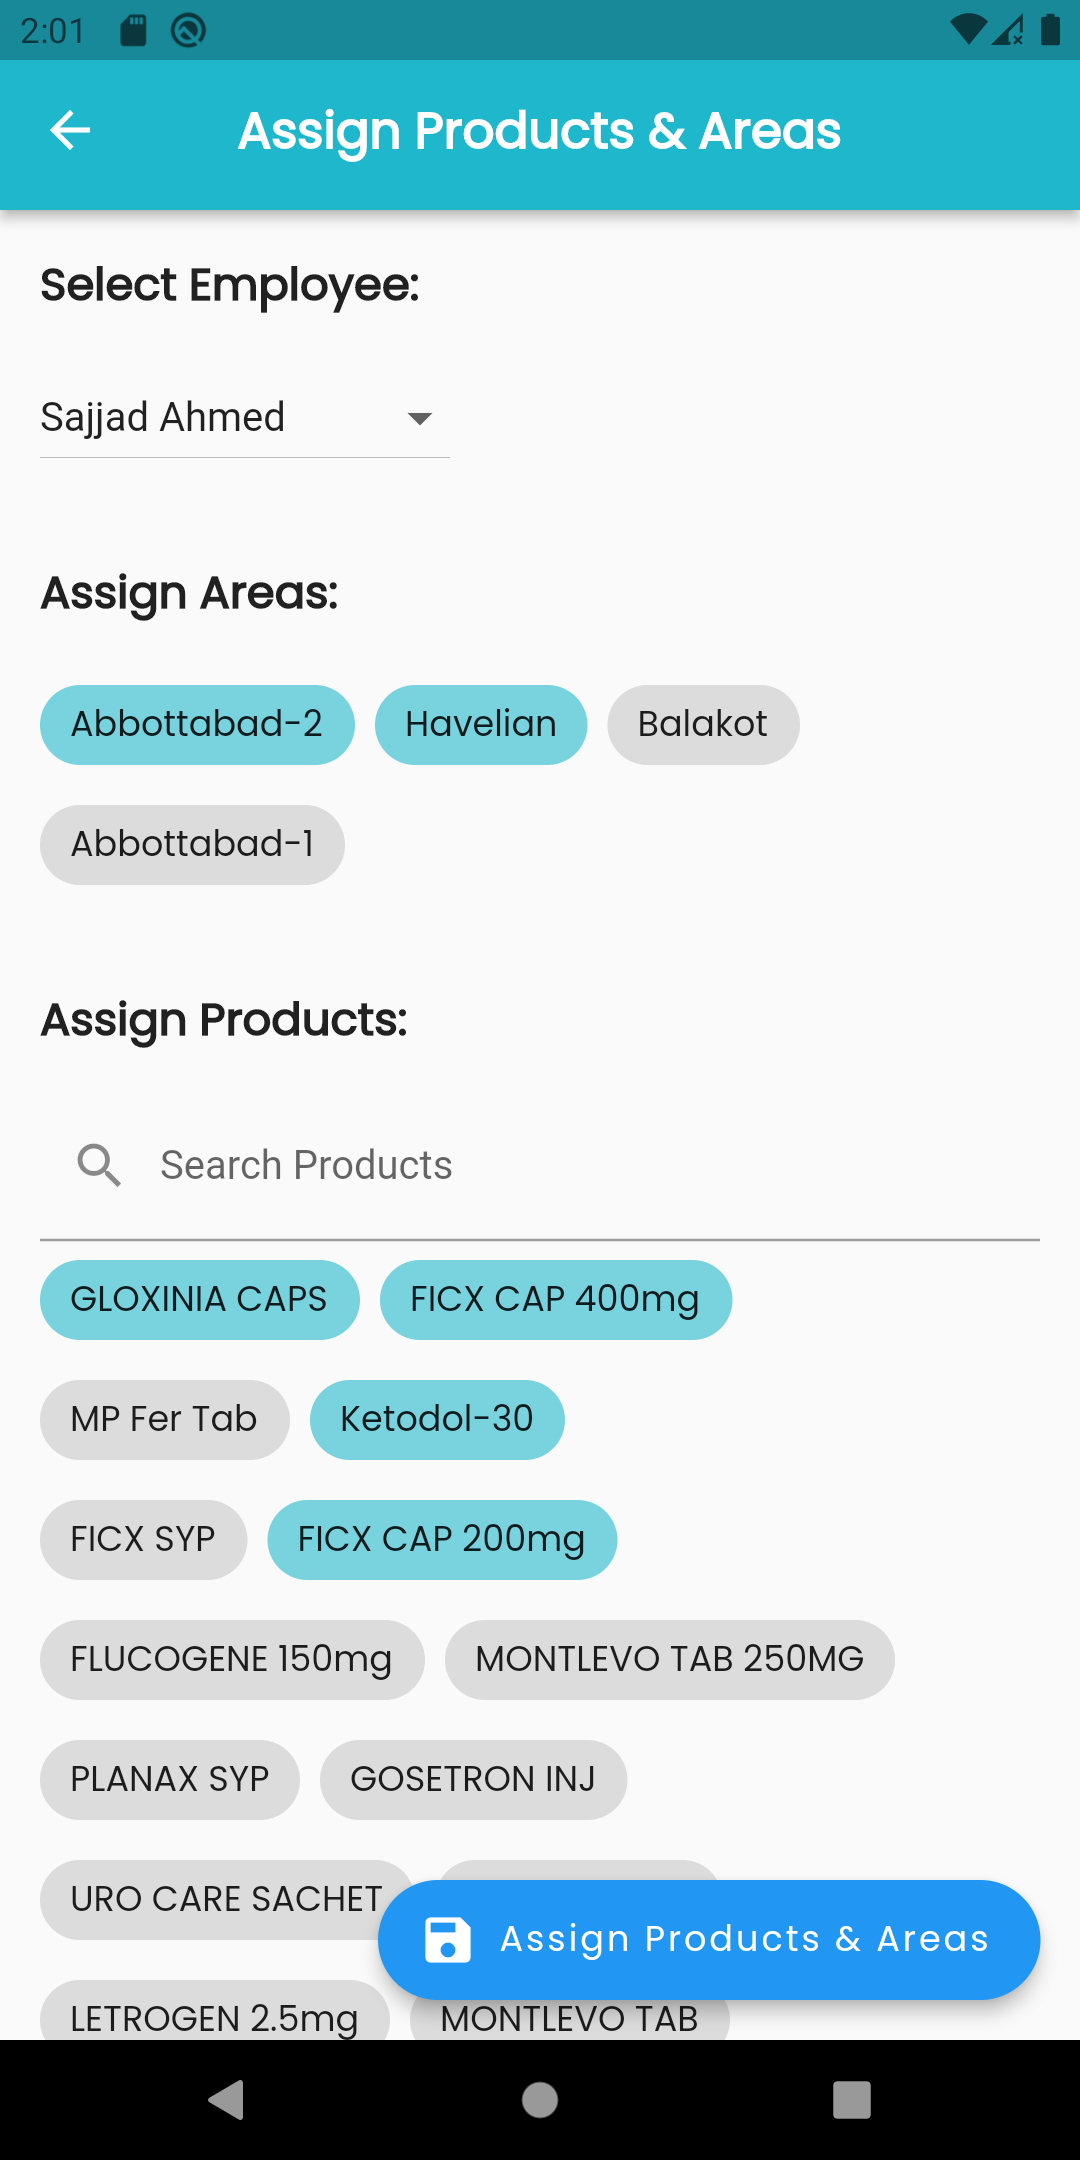 2:01
Assign Products & Areas
Select Employee:
Sajjad Ahmed
Assign Areas:
Abbottabad-2 Havelian Balakot
Abbottabad-1
Assign Products:
Search Products
GLOXINIA CAPS FICX CAP 400mg
MP Fer Tab Ketodol-30
FICX SYP FICX CAP 200mg
FLUCOGENE 150mg MONTLEVO TAB 250MG
PLANAX SYP GOSETRON INJ
URO CARE SACHET
Assign Products & Areas
LETROGEN 2.5mg MONTLEVO TAB